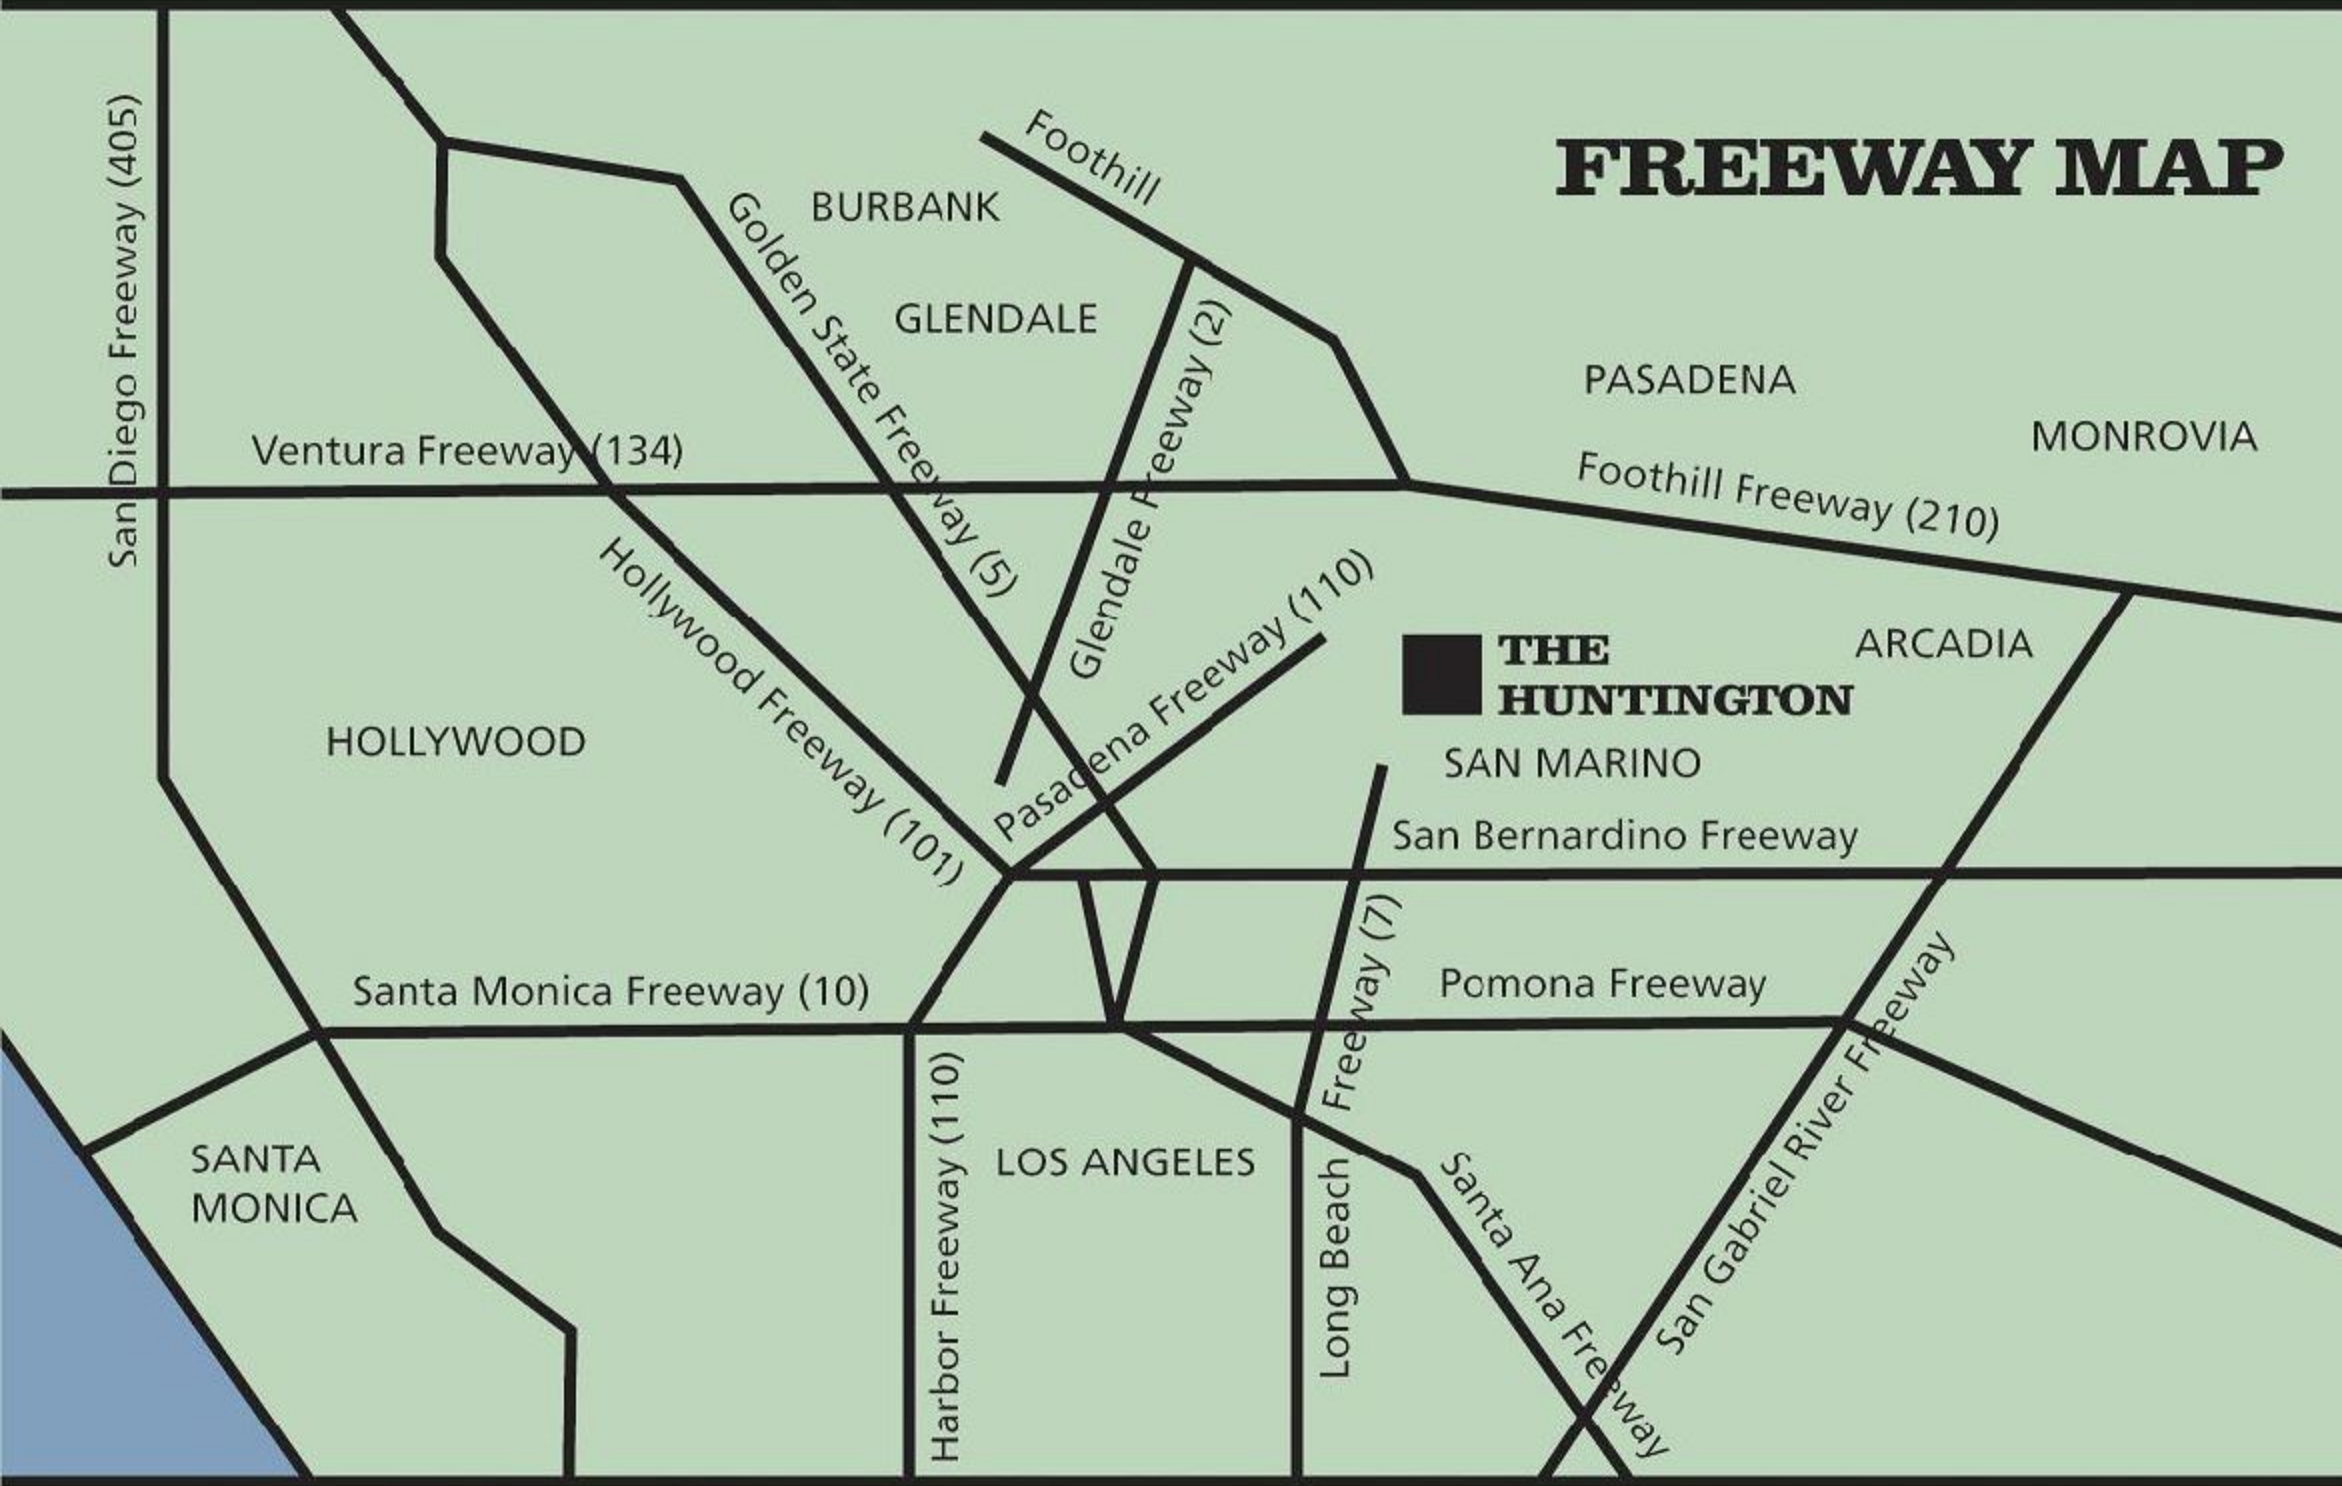 FREEWAY MAP
San Diego Freeway (405)
Foothill
BURBANK
Golden State Freeway (5)
GLENDALE
Glendale Freeway (2)
PASADENA
MONROVIA
Ventura Freeway (134)
Foothill Freeway (210)
Hollywood Freeway (101)
Pasadena Freeway (110)
THE
HUNTINGTON
ARCADIA
HOLLYWOOD
SAN MARINO
San Bernardino Freeway
Santa Monica Freeway (10)
Pomona Freeway
Long Beach Freeway (7)
San Gabriel River Freeway
SANTA
MONICA
Harbor Freeway (110)
LOS ANGELES
Santa Ana Freeway